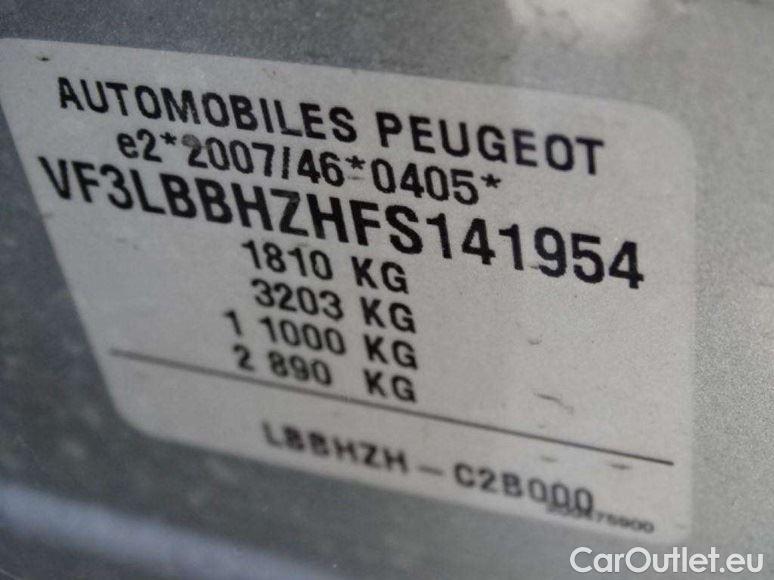 AUTOMOBILES PEUGEOT
e2*2007/46*0405*
VF3LBBHZHFS141954
1810 KG
3203 KG
1 1000 KG
2 890 KG
LBBHZH - C2B000
CarOutlet.eu